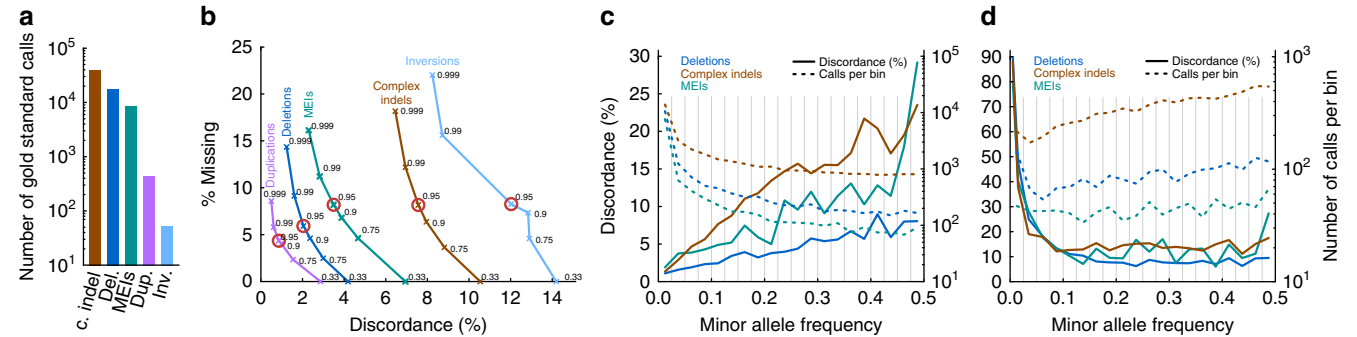 a
Number of gold standard calls
10^5
10^4
10^3
10^2
10^1
c. indel
Del.
MEIs
Dup.
Inv.
b
% Missing
25
20
15
10
5
0
0 2 4 6 8 10 12 14
Discordance (%)
Duplications
Deletions
MEIs
Complex
indels
Inversions
0.999
0.99
0.95
0.9
0.75
0.33
0.999
0.99
0.95
0.9
0.75
0.33
0.999
0.99
0.95
0.9
0.75
0.33
0.999
0.99
0.95
0.9
0.75
0.33
0.999
0.99
0.95
0.9
0.75
0.33
c
Discordance (%)
30
25
20
15
10
5
0
Deletions
Complex indels
MEIs
Discordance (%)
Calls per bin
10^5
10^4
10^3
10^2
10^1
0.0 0.1 0.2 0.3 0.4 0.5
Minor allele frequency
d
90
80
70
60
50
40
30
20
10
0
Deletions
Complex indels
MEIs
Discordance (%)
Calls per bin
10^3
10^2
10^1
Number of calls per bin
0.0 0.1 0.2 0.3 0.4 0.5
Minor allele frequency